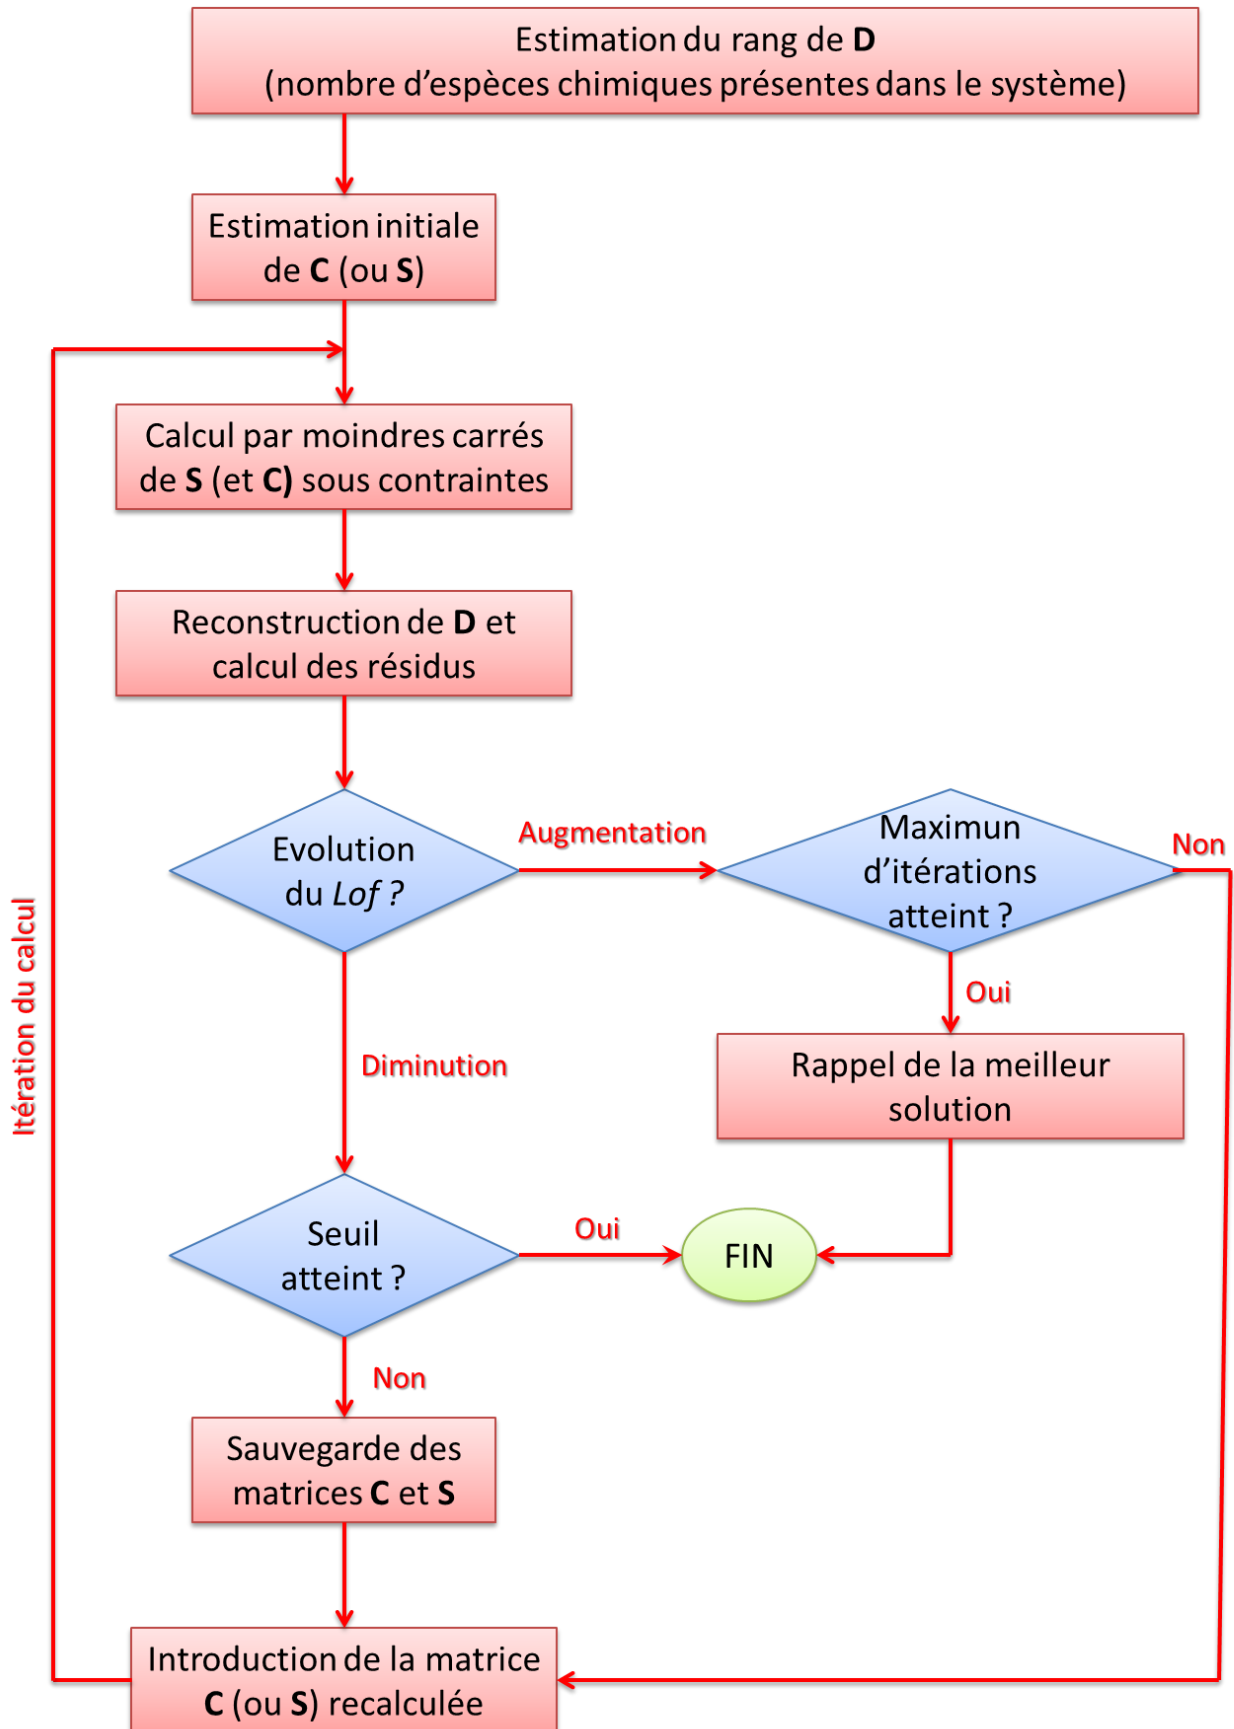 Estimation du rang de D
(nombre d'espèces chimiques présentes dans le système)
Estimation initiale
de C (ou S)
Calcul par moindres carrés
de S (et C) sous contraintes
Reconstruction de D et
calcul des résidus
Evolution
du Lof ?
Augmentation
Maximun
d'itérations
atteint ?
Non
Oui
Rappel de la meilleur
solution
Diminution
Seuil
atteint ?
Oui
FIN
Non
Sauvegarde des
matrices C et S
Introduction de la matrice
C (ou S) recalculée
Itération du calcul